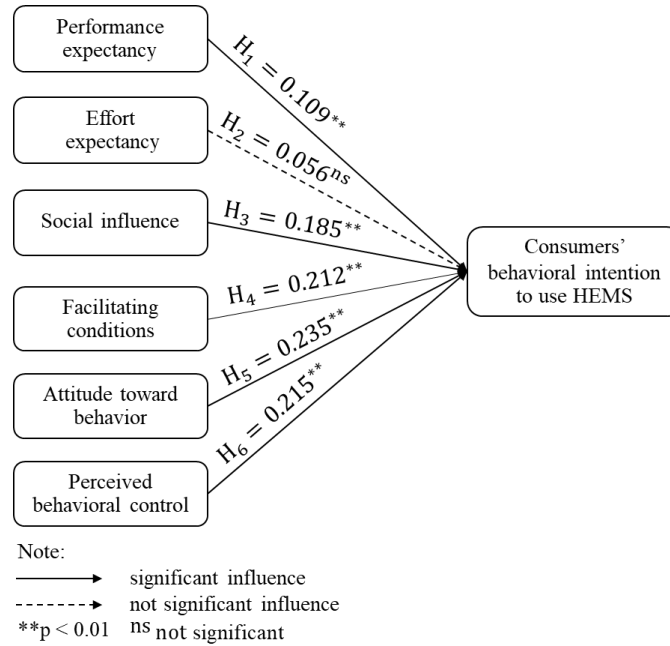 Performance
expectancy
H₁ = 0.109**
Effort
expectancy
H₂ = 0.056ⁿˢ
Social influence
H₃ = 0.185**
Consumers’
behavioral intention
to use HEMS
Facilitating
conditions
H₄ = 0.212**
Attitude toward
behavior
H₅ = 0.235**
Perceived
behavioral control
H₆ = 0.215**
Note:
significant influence
not significant influence
**p < 0.01 ⁿˢ not significant